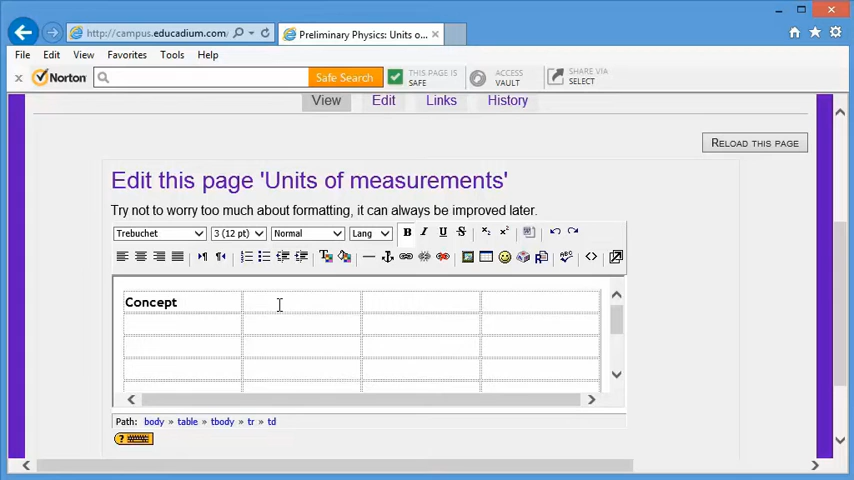 http://campus.educadium.com/
Preliminary Physics: Units o...
File Edit View Favorites Tools Help
Norton Safe Search THIS PAGE IS SAFE ACCESS VAULT SHARE VIA SELECT
View Edit Links History
RELOAD THIS PAGE
Edit this page 'Units of measurements'
Try not to worry too much about formatting, it can always be improved later.
Trebuchet 3 (12 pt) Normal Lang B I U S
Concept
Path: body » table » tbody » tr » td